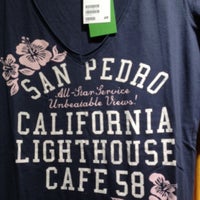 SAN PEDRO
All-Star-Service
Unbeatable Views!
CALIFORNIA
LIGHTHOUSE
CAFE 58